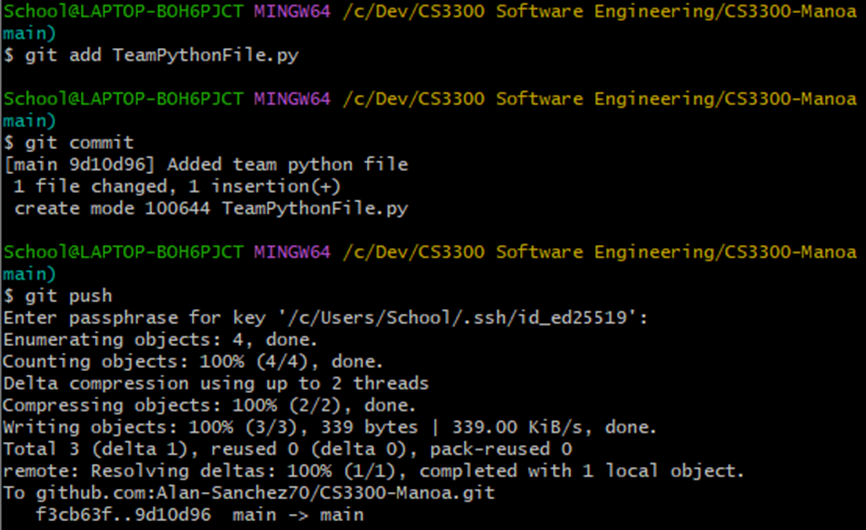 School@LAPTOP-BOH6PJCT MINGW64 /c/Dev/CS3300 Software Engineering/CS3300-Manoa
main)
$ git add TeamPythonFile.py
School@LAPTOP-BOH6PJCT MINGW64 /c/Dev/CS3300 Software Engineering/CS3300-Manoa
main)
$ git commit
[main 9d10d96] Added team python file
1 file changed, 1 insertion(+)
create mode 100644 TeamPythonFile.py
School@LAPTOP-BOH6PJCT MINGW64 /c/Dev/CS3300 Software Engineering/CS3300-Manoa
main)
$ git push
Enter passphrase for key '/c/Users/School/.ssh/id_ed25519':
Enumerating objects: 4, done.
Counting objects: 100% (4/4), done.
Delta compression using up to 2 threads
Compressing objects: 100% (2/2), done.
Writing objects: 100% (3/3), 339 bytes | 339.00 KiB/s, done.
Total 3 (delta 1), reused 0 (delta 0), pack-reused 0
remote: Resolving deltas: 100% (1/1), completed with 1 local object.
To github.com:Alan-Sanchez70/CS3300-Manoa.git
f3cb63f..9d10d96  main -> main